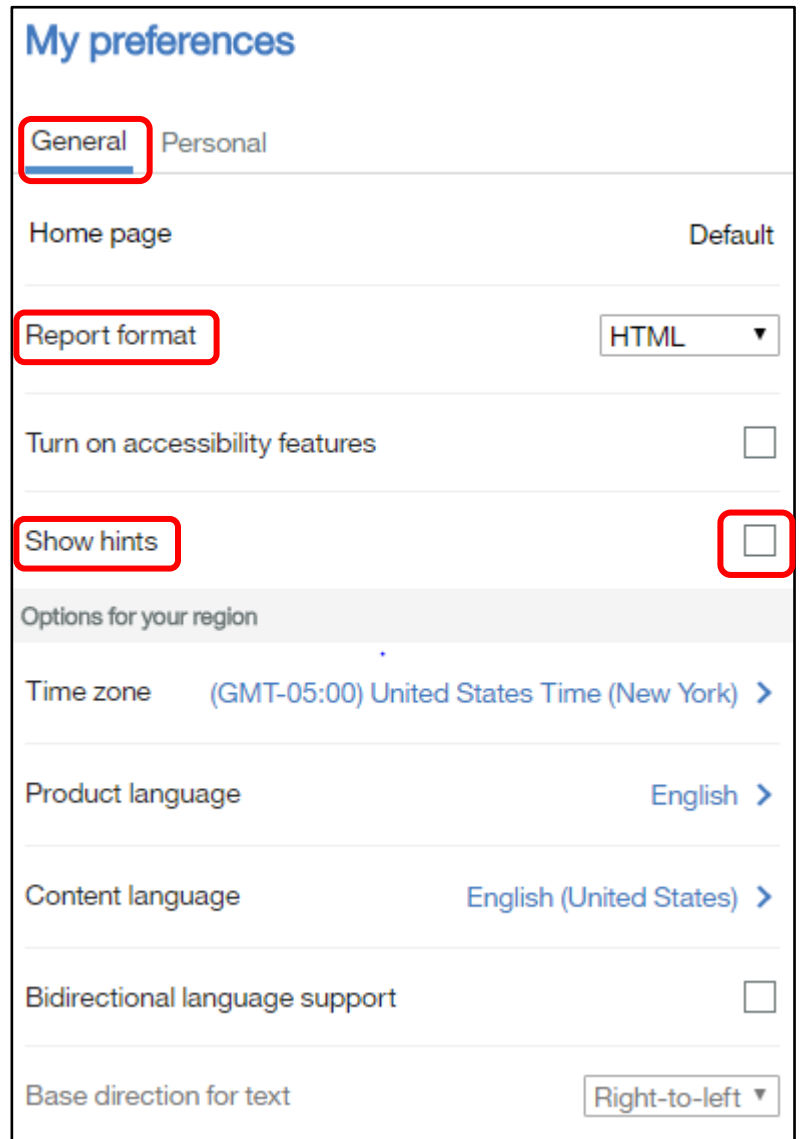 My preferences
General Personal
Home page Default
Report format HTML
Turn on accessibility features
Show hints
Options for your region
Time zone (GMT-05:00) United States Time (New York)
Product language English
Content language English (United States)
Bidirectional language support
Base direction for text Right-to-left